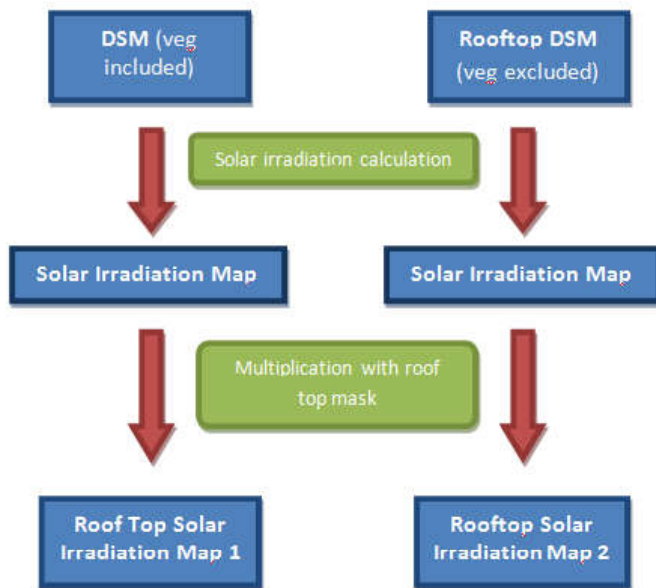 DSM (veg
included)
Rooftop DSM
(veg excluded)
Solar irradiation calculation
Solar Irradiation Map
Solar Irradiation Map
Multiplication with roof
top mask
Roof Top Solar
Irradiation Map 1
Rooftop Solar
Irradiation Map 2